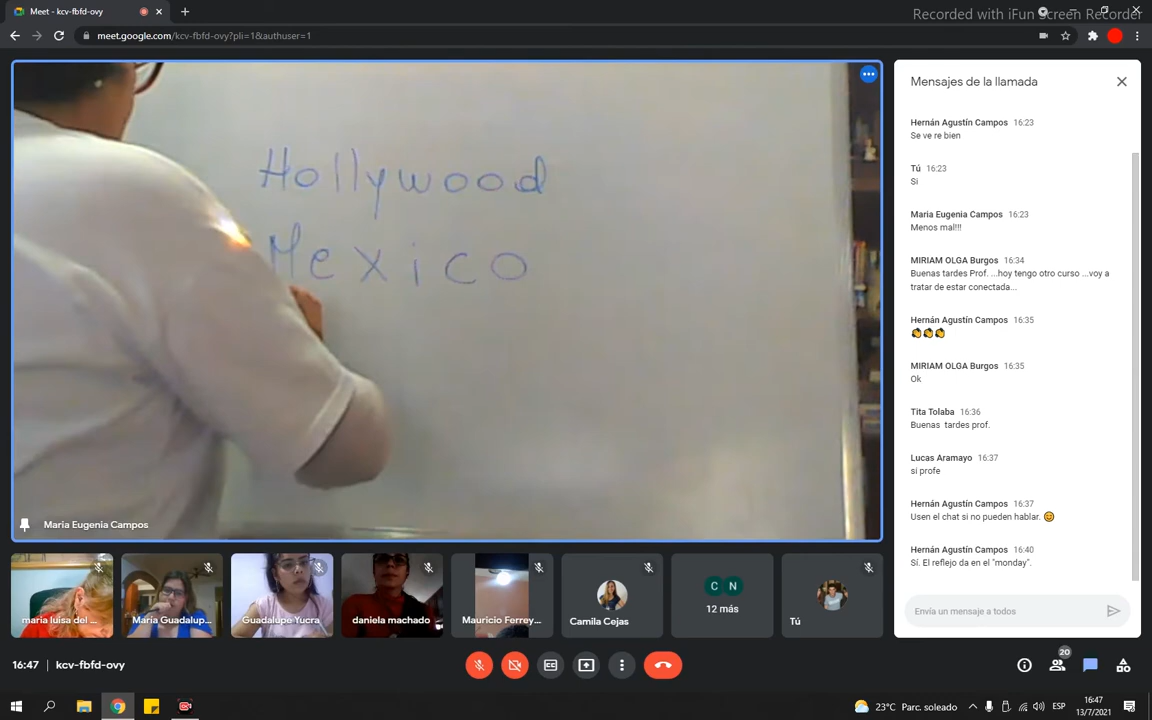 Meet - kcv-fbfd-ovy
Recorded with iFun Screen Recorder
meet.google.com/kcv-fbfd-ovy?pli=1&authuser=1
Hollywood
Mexico
Maria Eugenia Campos
Mensajes de la llamada
Hernán Agustín Campos 16:23
Se ve re bien
Tú 16:23
Si
Maria Eugenia Campos 16:23
Menos mal!!!
MIRIAM OLGA Burgos 16:34
Buenas tardes Prof. ...hoy tengo otro curso ...voy a
tratar de estar conectada...
Hernán Agustín Campos 16:35
👏👏👏
MIRIAM OLGA Burgos 16:35
Ok
Tita Tolaba 16:36
Buenas tardes prof.
Lucas Aramayo 16:37
si profe
Hernán Agustín Campos 16:37
Usen el chat si no pueden hablar. 😊
Hernán Agustín Campos 16:40
Sí. El reflejo da en el "monday".
Envía un mensaje a todos
maria luisa del ...
María Guadalup...
Guadalupe Yucra
daniela machado
Mauricio Ferrey...
Camila Cejas
C N
12 más
Tú
16:47 | kcv-fbfd-ovy
20
23°C Parc. soleado
ESP
16:47
13/7/2021